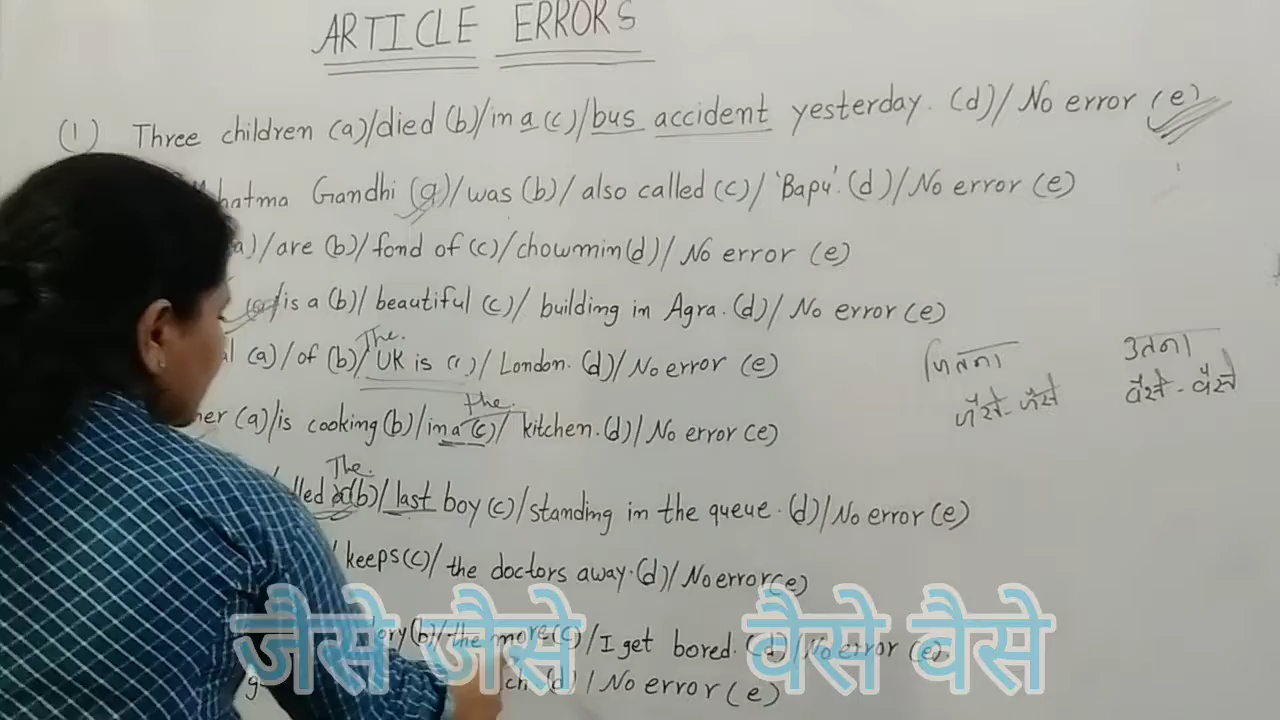 ARTICLE ERRORS
(1) Three children (a)/died (b)/in a (c)/bus accident yesterday. (d)/No error (e)
Gandhi (a)/was (b)/also called (c)/'Bapu'. (d)/No error (e)
a)/are (b)/fond of (c)/chowmin(d)/No error (e)
(a)/is a (b)/beautiful (c)/building in Agra. (d)/No error (e)
The.
(a)/of (b)/UK is (c)/London. (d)/No error (e)
जितना उतना
जैसे-जैसे वैसे-वैसे
the.
(a)/is cooking(b)/in a (c)/kitchen.(d)/No error (e)
The.
(b)/last boy (c)/standing in the queue. (d)/No error (e)
keeps(c)/the doctors away.(d)/No error(e)
(b)/the more(c)/I get bored. (d)/No error (e)
(d)/No error (e)
जैसे जैसे वैसे वैसे